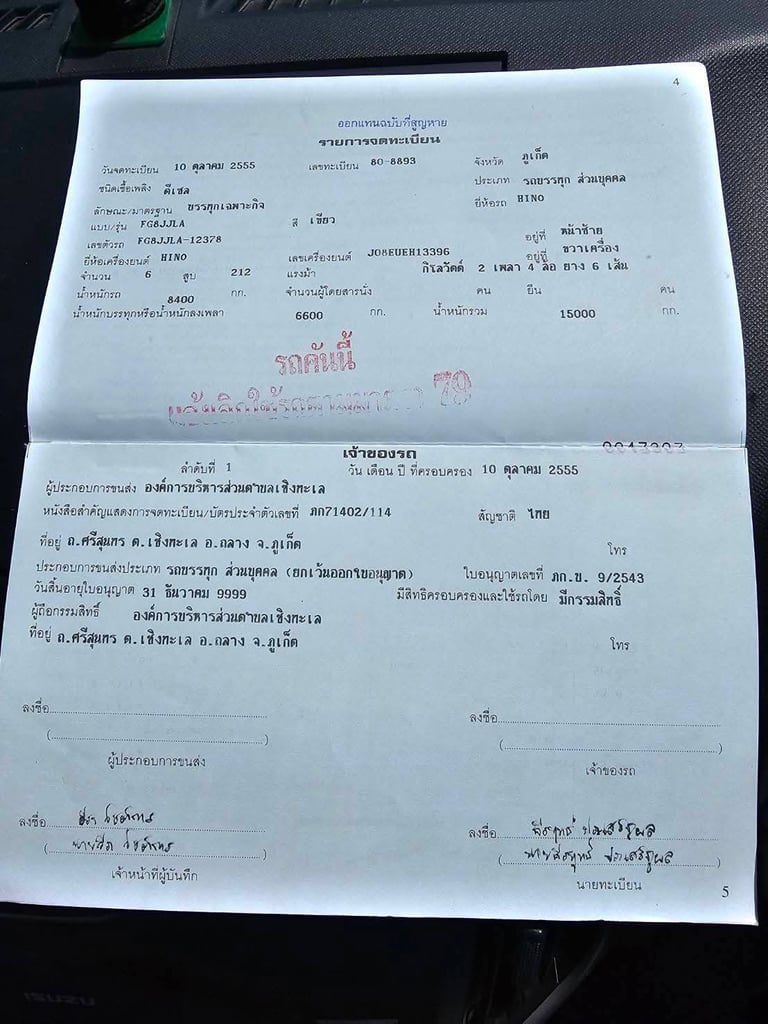 4
ออกแทนฉบับที่สูญหาย
รายการจดทะเบียน
วันจดทะเบียน 10 ตุลาคม 2555 เลขทะเบียน 80-8893 จังหวัด ภูเก็ต
ชนิดเชื้อเพลิง ดีเซล ประเภท รถบรรทุก ส่วนบุคคล
ลักษณะ/มาตรฐาน บรรทุกเฉพาะกิจ ยี่ห้อรถ HINO
แบบ/รุ่น FG8JJLA สี เขียว
เลขตัวรถ FG8JJLA-12378 อยู่ที่ หน้าซ้าย
ยี่ห้อเครื่องยนต์ HINO เลขเครื่องยนต์ J08EUEH13396 อยู่ที่ ขวาเครื่อง
จำนวน 6 สูบ 212 แรงม้า กิโลวัตต์ 2 เพลา 4 ล้อ ยาง 6 เส้น
น้ำหนักรถ 8400 กก. จำนวนผู้โดยสารนั่ง คน ยืน คน
น้ำหนักบรรทุกหรือน้ำหนักลงเพลา 6600 กก. น้ำหนักรวม 15000 กก.
รถคันนี้
79
เจ้าของรถ
ลำดับที่ 1 วัน เดือน ปี ที่ครอบครอง 10 ตุลาคม 2555
ผู้ประกอบการขนส่ง องค์การบริหารส่วนตำบลเชิงทะเล
หนังสือสำคัญแสดงการจดทะเบียน/บัตรประจำตัวเลขที่ ภก71402/114 สัญชาติ ไทย
ที่อยู่ ถ.ศรีสุนทร ต.เชิงทะเล อ.ถลาง จ.ภูเก็ต โทร
ประกอบการขนส่งประเภท รถบรรทุก ส่วนบุคคล (ยกเว้นออกใบอนุญาต) ใบอนุญาตเลขที่ ภก.บ. 9/2543
วันสิ้นอายุใบอนุญาต 31 ธันวาคม 9999 มีสิทธิครอบครองและใช้รถโดย มีกรรมสิทธิ์
ผู้ถือกรรมสิทธิ์ องค์การบริหารส่วนตำบลเชิงทะเล
ที่อยู่ ถ.ศรีสุนทร ต.เชิงทะเล อ.ถลาง จ.ภูเก็ต โทร
ลงชื่อ ลงชื่อ
( ) ( )
ผู้ประกอบการขนส่ง เจ้าของรถ
ลงชื่อ ลงชื่อ
เจ้าหน้าที่ผู้บันทึก นายทะเบียน
5
ISUZU